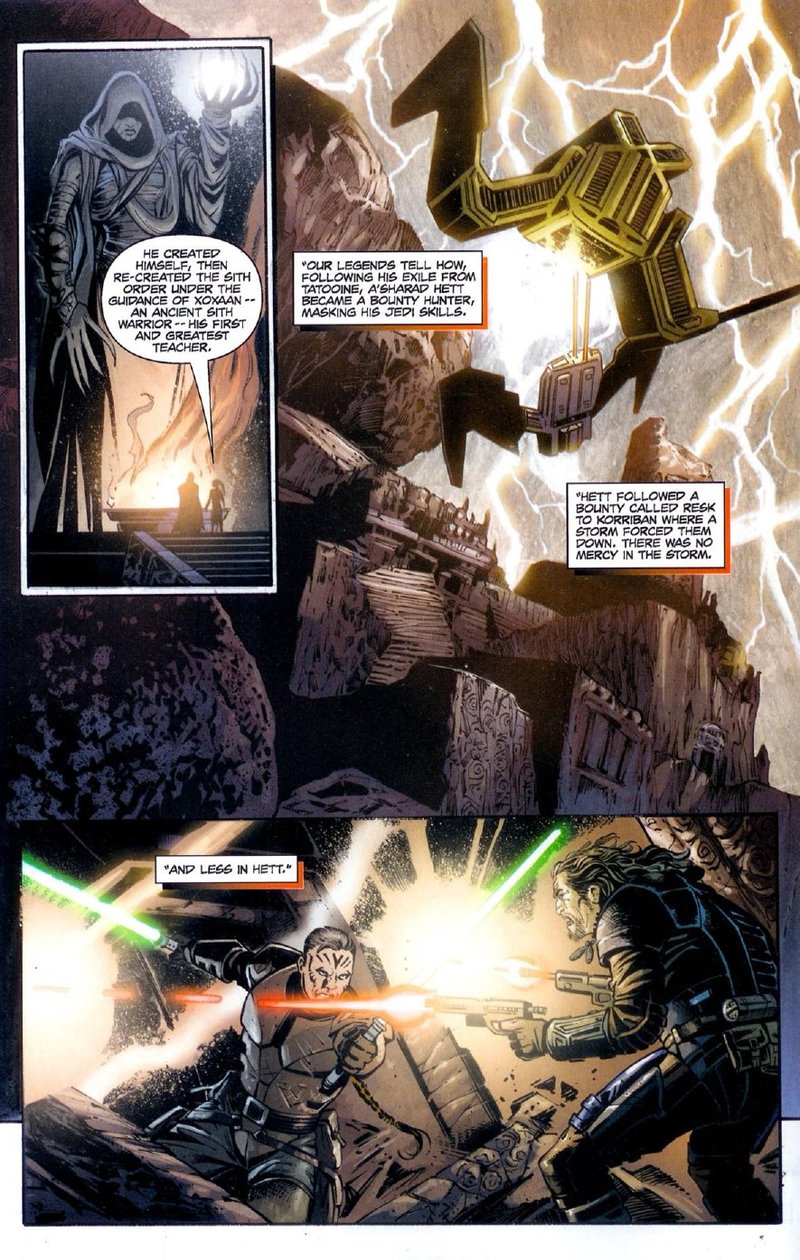 HE CREATED
HIMSELF, THEN
RE-CREATED THE SITH
ORDER UNDER THE
GUIDANCE OF XOXAAN --
AN ANCIENT SITH
WARRIOR -- HIS FIRST
AND GREATEST
TEACHER.
"OUR LEGENDS TELL HOW,
FOLLOWING HIS EXILE FROM
TATOOINE, A'SHARAD HETT
BECAME A BOUNTY HUNTER,
MASKING HIS JEDI SKILLS.
"HETT FOLLOWED A
BOUNTY CALLED RESK
TO KORRIBAN WHERE A
STORM FORCED THEM
DOWN. THERE WAS NO
MERCY IN THE STORM.
"AND LESS IN HETT."